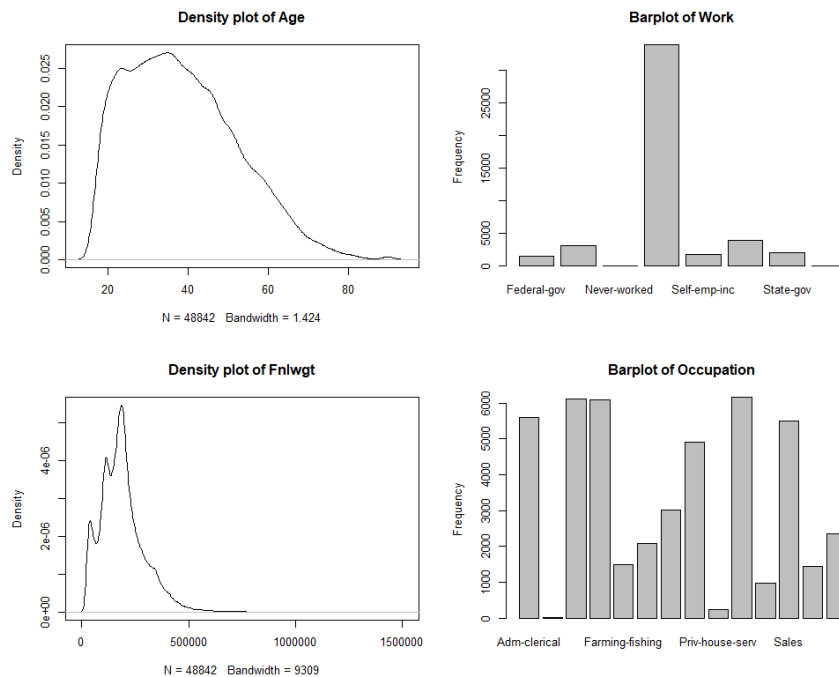 Density plot of Age
Density
0.000 0.005 0.010 0.015 0.020 0.025
20 40 60 80
N = 48842 Bandwidth = 1.424
Barplot of Work
Frequency
0 5000 15000 25000
Federal-gov Never-worked Self-emp-inc State-gov
Density plot of Fnlwgt
Density
0e+00 2e-06 4e-06
0 500000 1000000 1500000
N = 48842 Bandwidth = 9309
Barplot of Occupation
Frequency
0 1000 2000 3000 4000 5000 6000
Adm-clerical Farming-fishing Priv-house-serv Sales